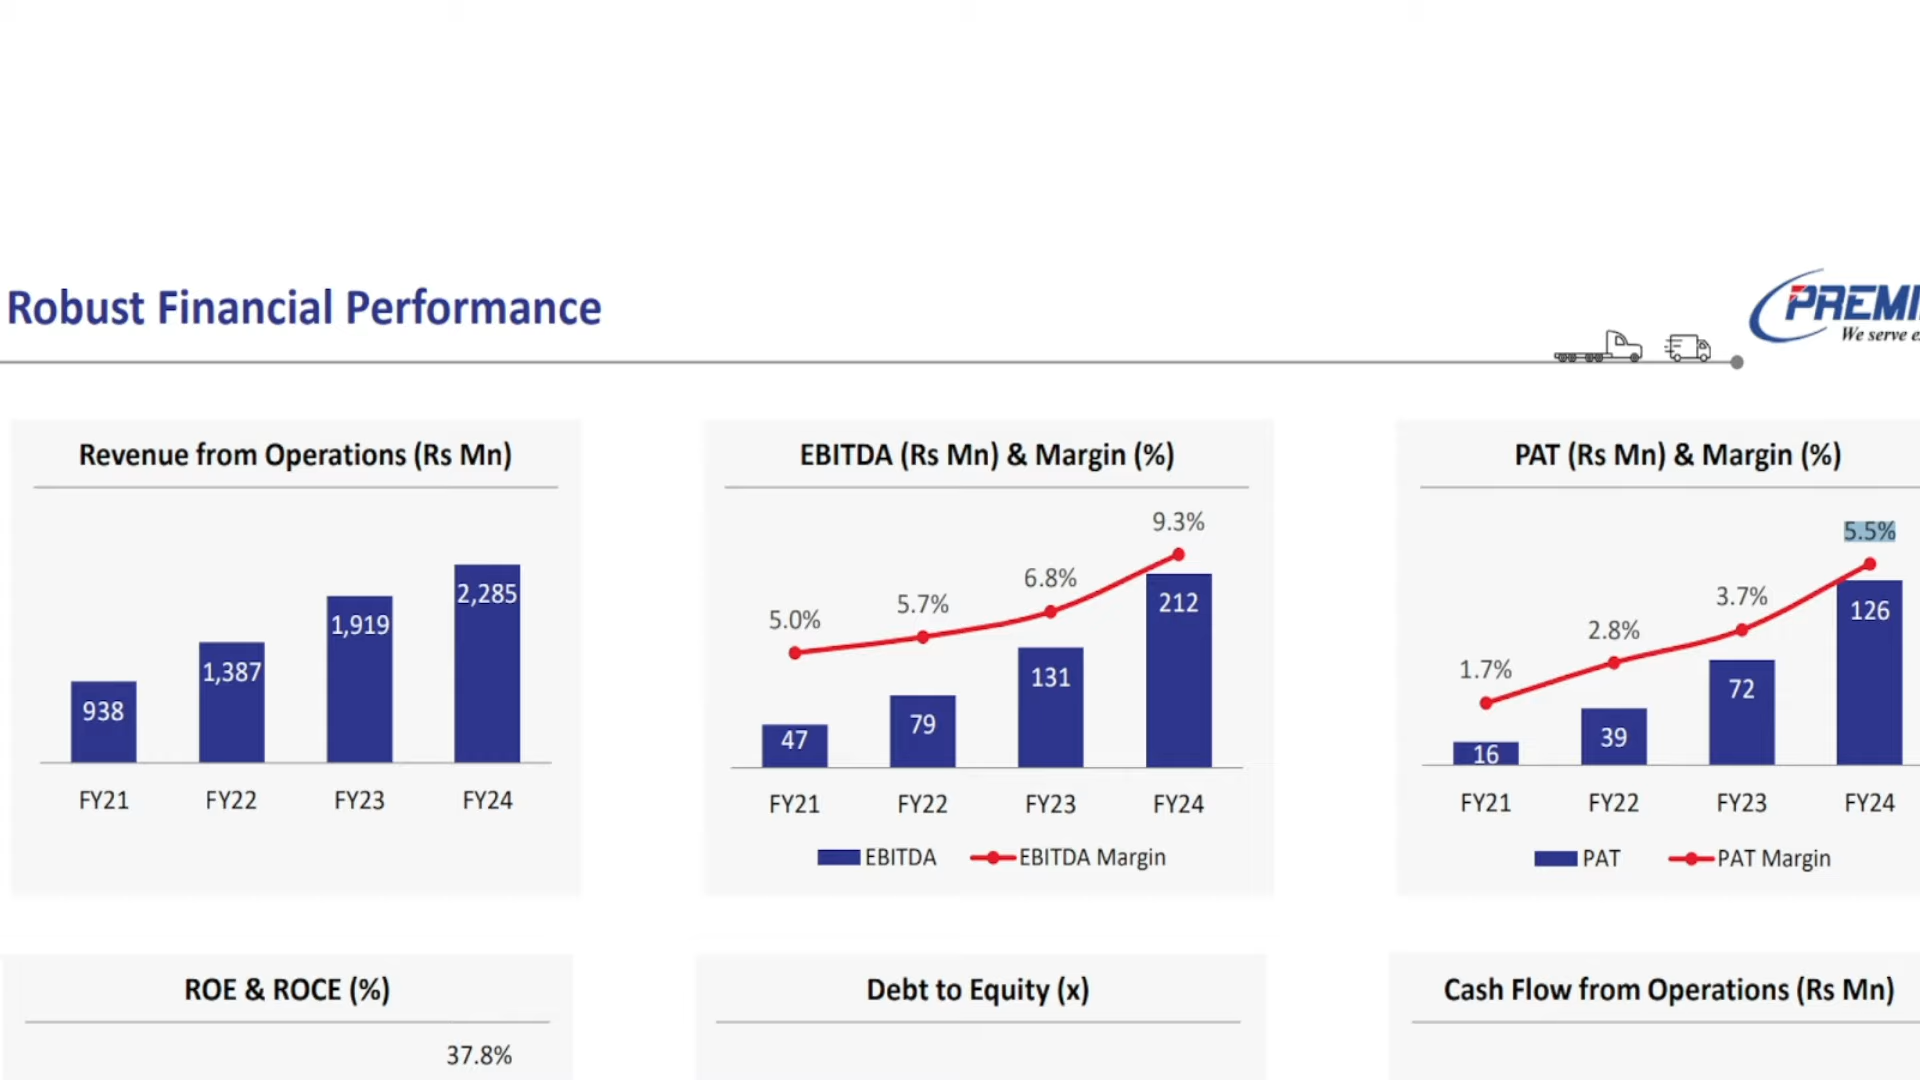 Robust Financial Performance
We serve
Revenue from Operations (Rs Mn)
938
1,387
1,919
2,285
FY21 FY22 FY23 FY24
EBITDA (Rs Mn) & Margin (%)
5.0%
5.7%
6.8%
9.3%
47
79
131
212
FY21 FY22 FY23 FY24
EBITDA EBITDA Margin
PAT (Rs Mn) & Margin (%)
1.7%
2.8%
3.7%
5.5%
16
39
72
126
FY21 FY22 FY23 FY24
PAT PAT Margin
ROE & ROCE (%)
37.8%
Debt to Equity (x)
Cash Flow from Operations (Rs Mn)